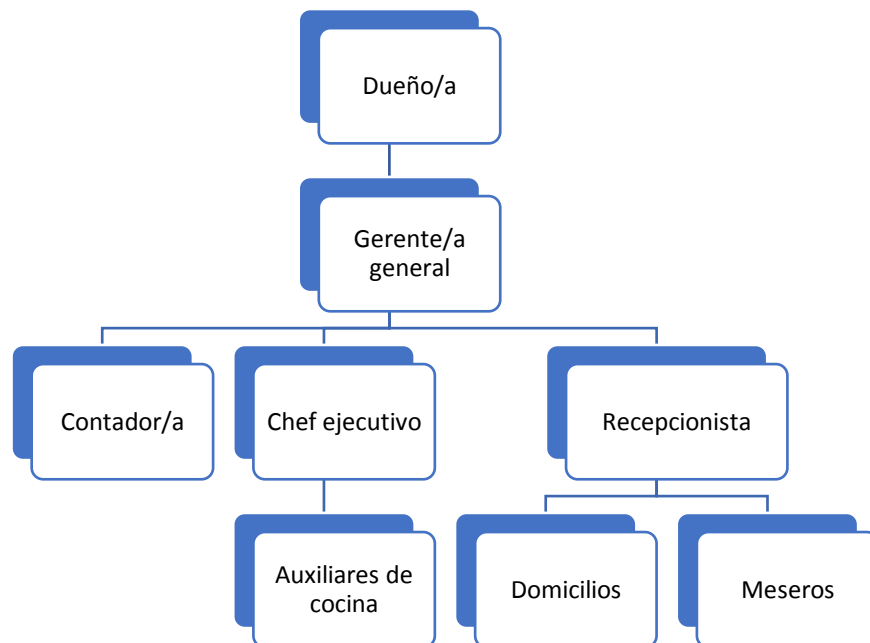 Dueño/a
Gerente/a
general
Contador/a
Chef ejecutivo
Recepcionista
Auxiliares de
cocina
Domicilios
Meseros